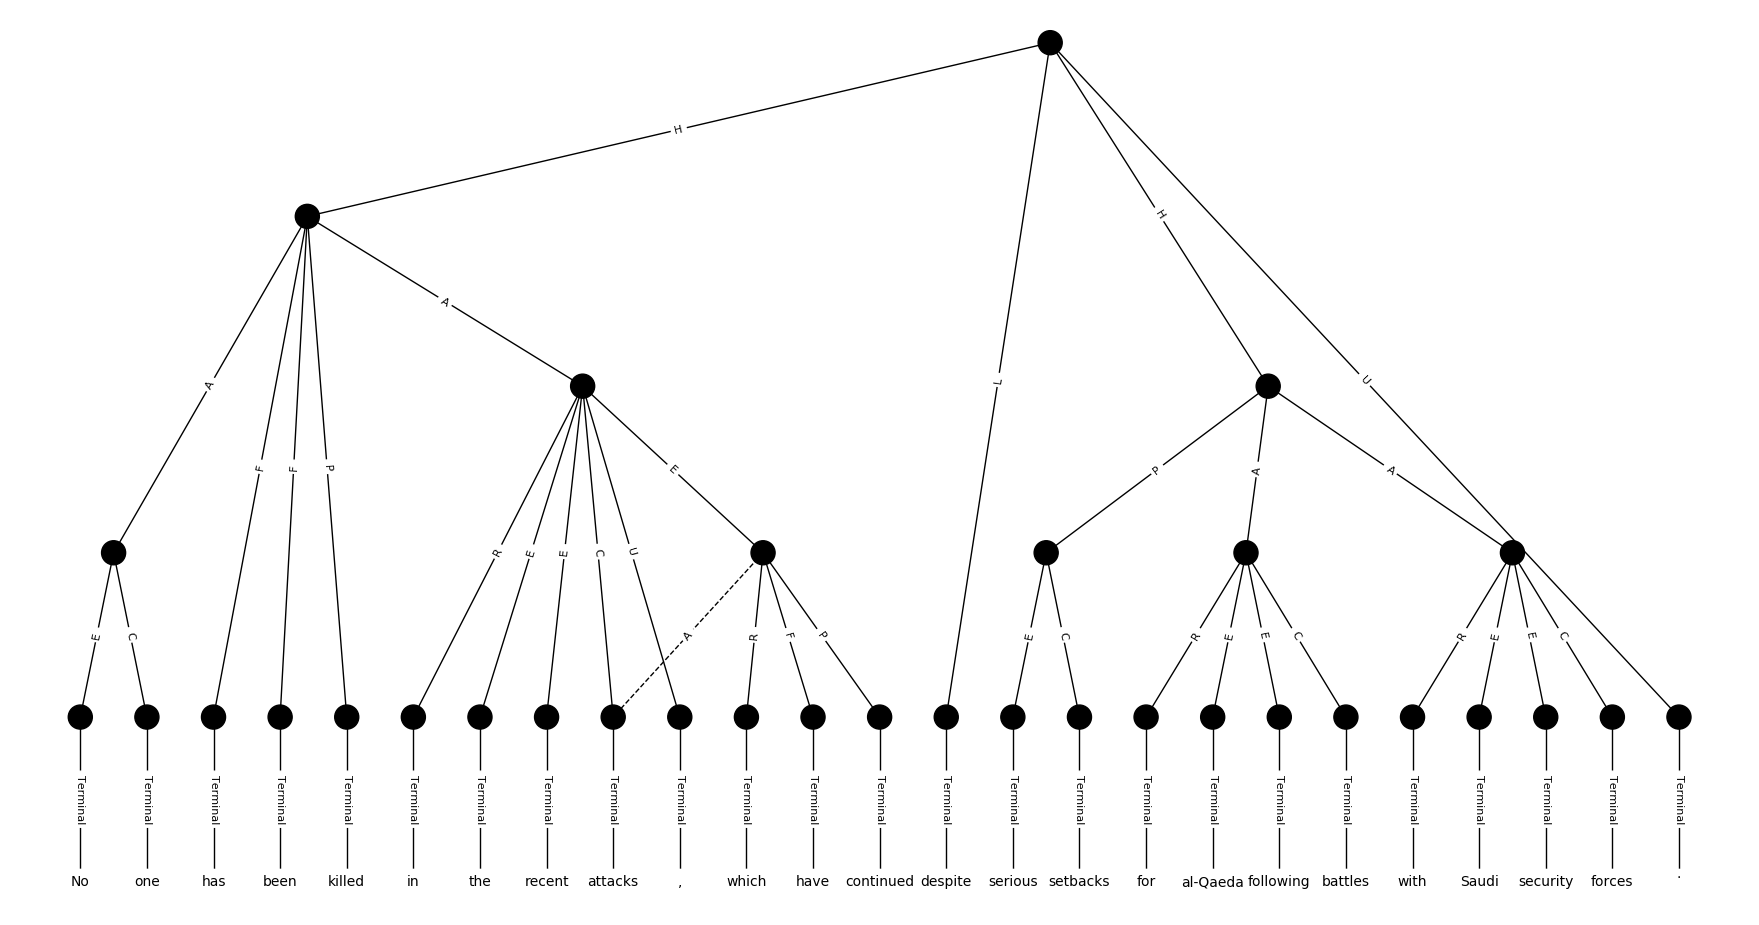 H
H
A
L
U
A
F
F
P
A
R
E
E
C
U
E
P
A
A
E
C
A
R
F
P
E
C
R
E
E
C
R
E
E
C
Terminal Terminal Terminal Terminal Terminal Terminal Terminal Terminal Terminal Terminal Terminal Terminal Terminal Terminal Terminal Terminal Terminal Terminal Terminal Terminal Terminal Terminal Terminal Terminal Terminal
No one has been killed in the recent attacks , which have continued despite serious setbacks for al-Qaeda following battles with Saudi security forces .